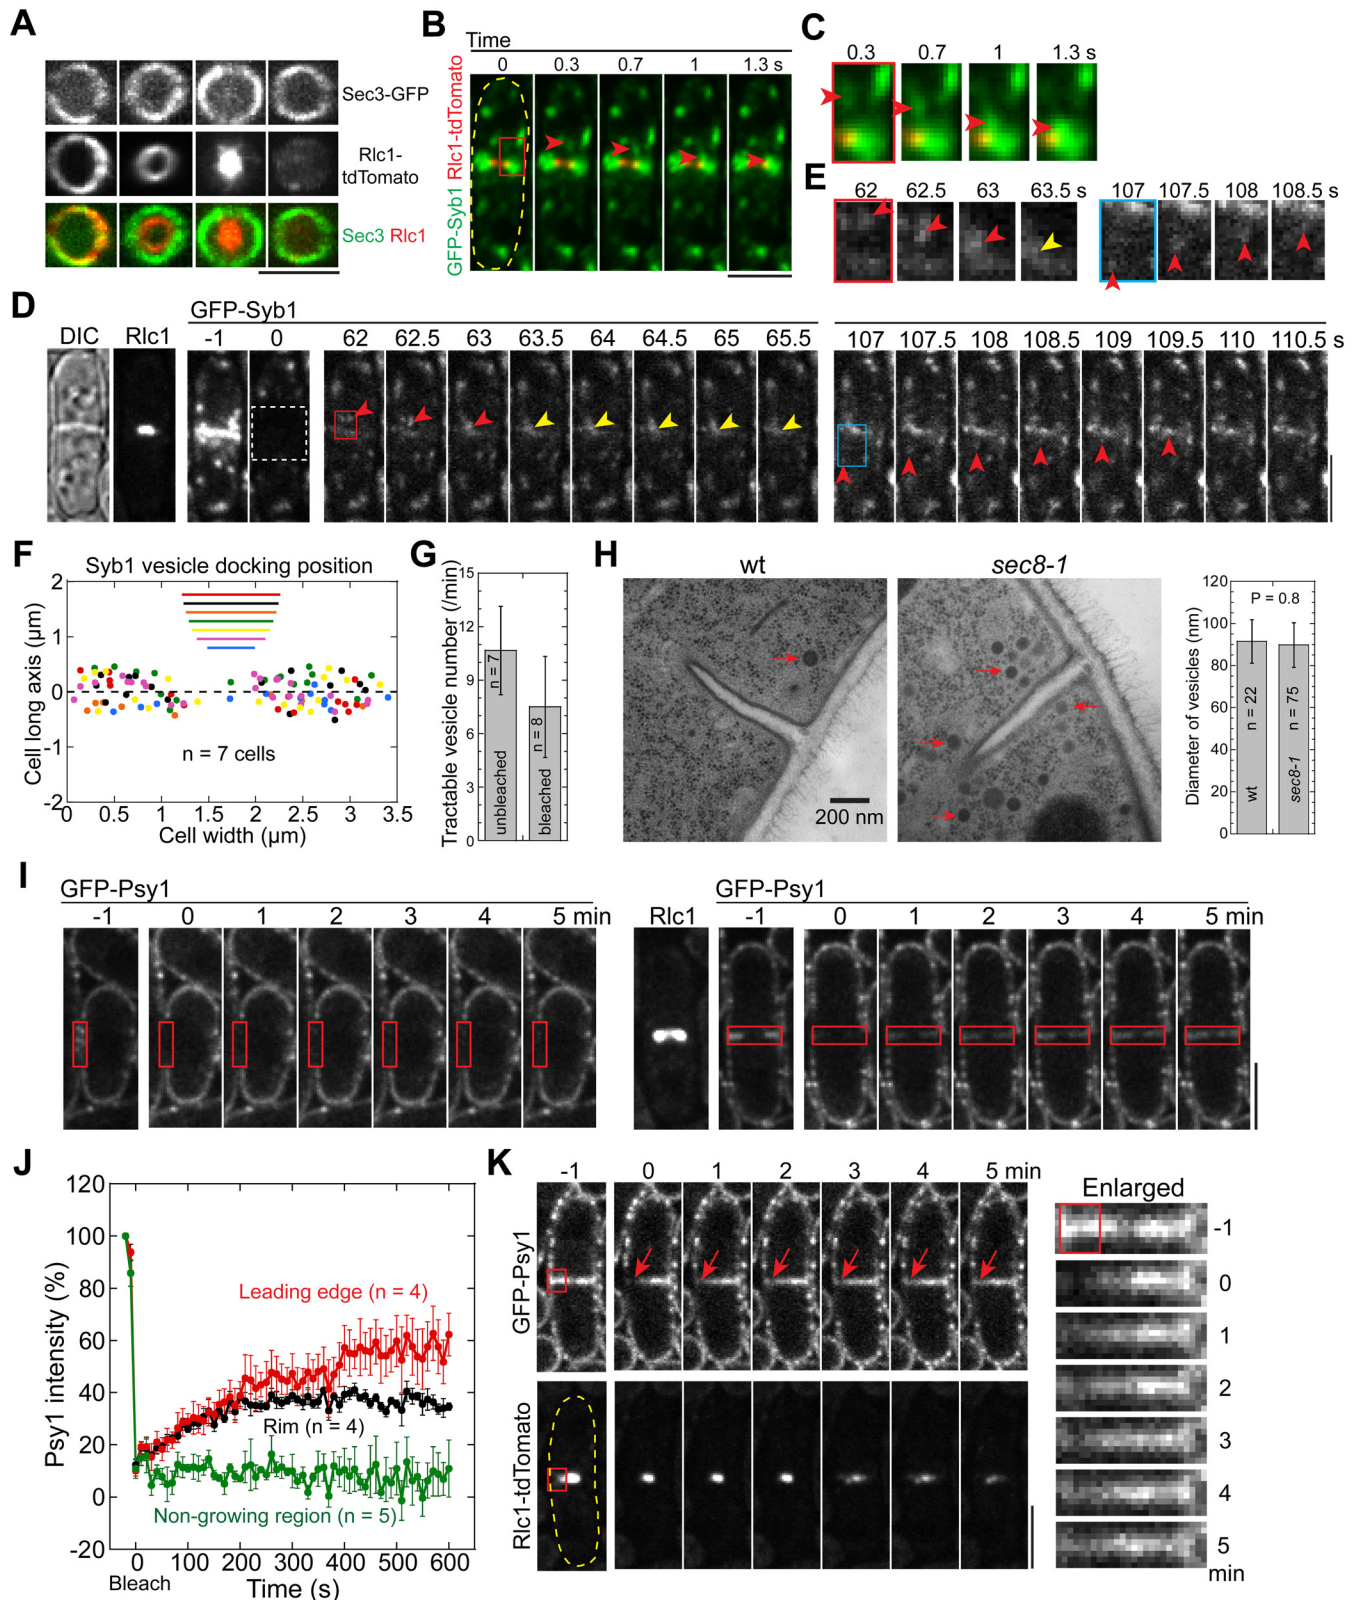 A
Sec3-GFP
Rlc1-
tdTomato
Sec3 Rlc1
B
Time
0 0.3 0.7 1 1.3 s
GFP-Syb1 Rlc1-tdTomato
C
0.3 0.7 1 1.3 s
E
62 62.5 63 63.5 s 107 107.5 108 108.5 s
D
GFP-Syb1
DIC Rlc1 -1 0 62 62.5 63 63.5 64 64.5 65 65.5 107 107.5 108 108.5 109 109.5 110 110.5 s
F
Syb1 vesicle docking position
Cell long axis (µm)
2
1
0
-1
-2
n = 7 cells
0 0.5 1 1.5 2 2.5 3 3.5
Cell width (µm)
G
Tractable vesicle number (/min)
15
12
9
6
3
0
n = 7
n = 8
unbleached
bleached
H
wt sec8-1
200 nm
Diameter of vesicles (nm)
120
100
80
60
40
20
0
P = 0.8
n = 22
n = 75
wt
sec8-1
I
GFP-Psy1
-1 0 1 2 3 4 5 min
Rlc1
GFP-Psy1
-1 0 1 2 3 4 5 min
J
Psy1 intensity (%)
120
100
80
60
40
20
0
-20
Leading edge (n = 4)
Rim (n = 4)
Non-growing region (n = 5)
0 100 200 300 400 500 600
Bleach
Time (s)
K
-1 0 1 2 3 4 5 min
GFP-Psy1
Rlc1-tdTomato
Enlarged
-1
0
1
2
3
4
5
min